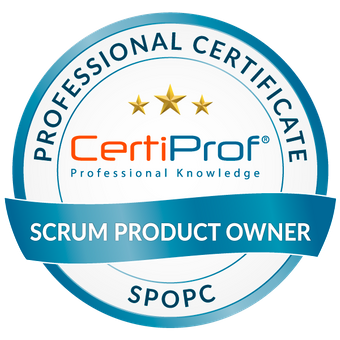 PROFESSIONAL CERTIFICATE
CertiProf®
Professional Knowledge
SCRUM PRODUCT OWNER
SPOPC